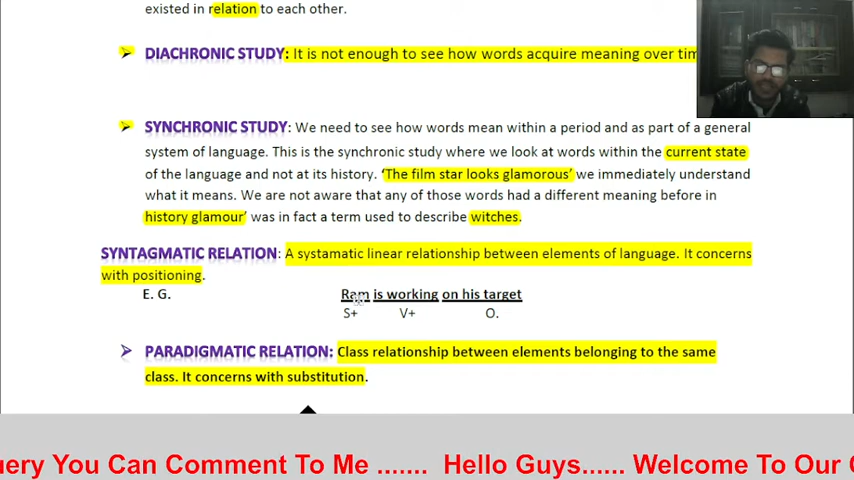 existed in relation to each other.
➢ DIACHRONIC STUDY: It is not enough to see how words acquire meaning over
➢ SYNCHRONIC STUDY: We need to see how words mean within a period and as part of a general
system of language. This is the synchronic study where we look at words within the current state
of the language and not at its history. ‘The film star looks glamorous’ we immediately understand
what it means. We are not aware that any of those words had a different meaning before in
history glamour’ was in fact a term used to describe witches.
SYNTAGMATIC RELATION: A systamatic linear relationship between elements of language. It concerns
with positioning.
E. G. Ram is working on his target
S+ V+ O.
➢ PARADIGMATIC RELATION: Class relationship between elements belonging to the same
class. It concerns with substitution.
You Can Comment To Me ....... Hello Guys...... Welcome To Our